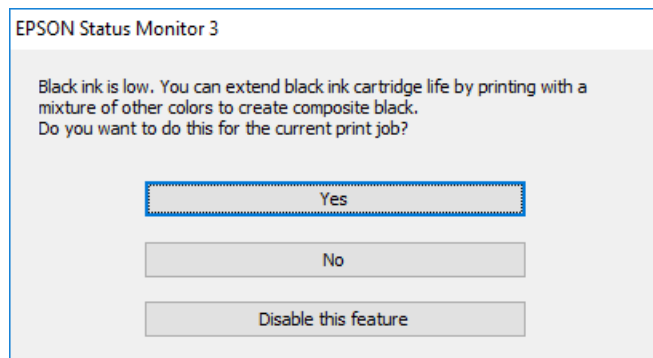 EPSON Status Monitor 3
Black ink is low. You can extend black ink cartridge life by printing with a
mixture of other colors to create composite black.
Do you want to do this for the current print job?
Yes
No
Disable this feature